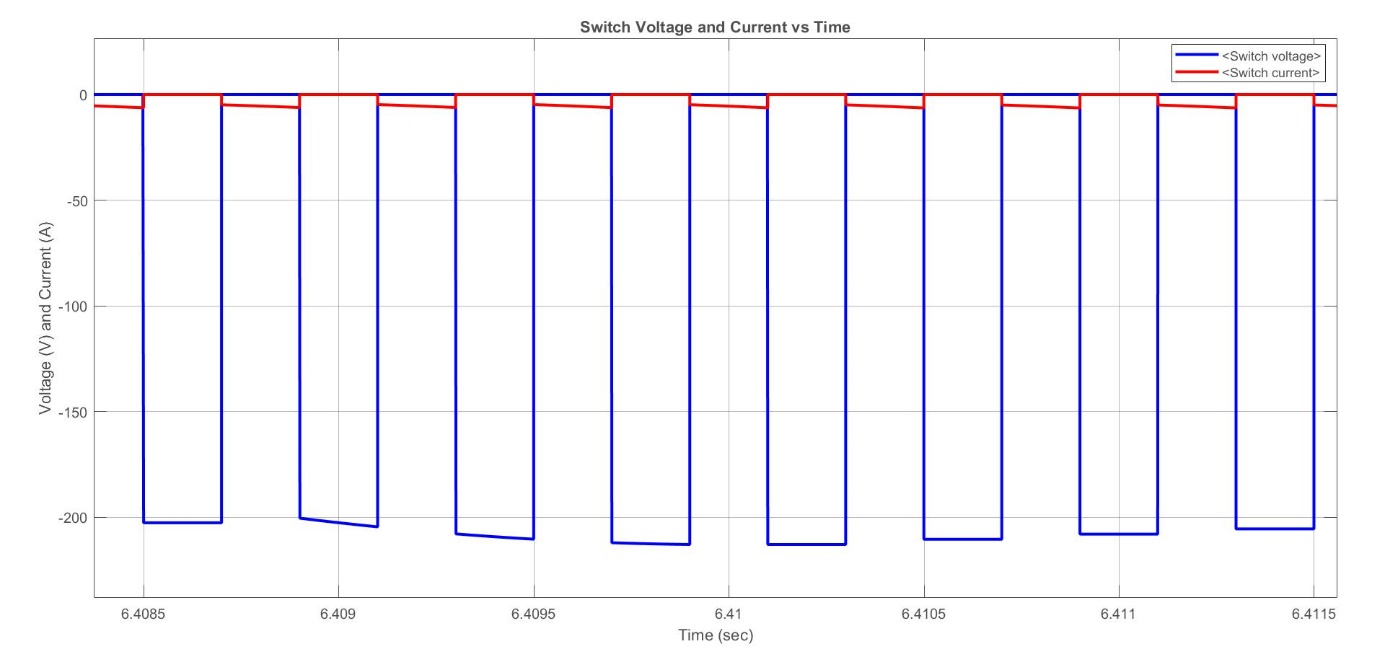 Switch Voltage and Current vs Time
<Switch voltage>
<Switch current>
Voltage (V) and Current (A)
0
-50
-100
-150
-200
6.4085 6.409 6.4095 6.41 6.4105 6.411 6.4115
Time (sec)